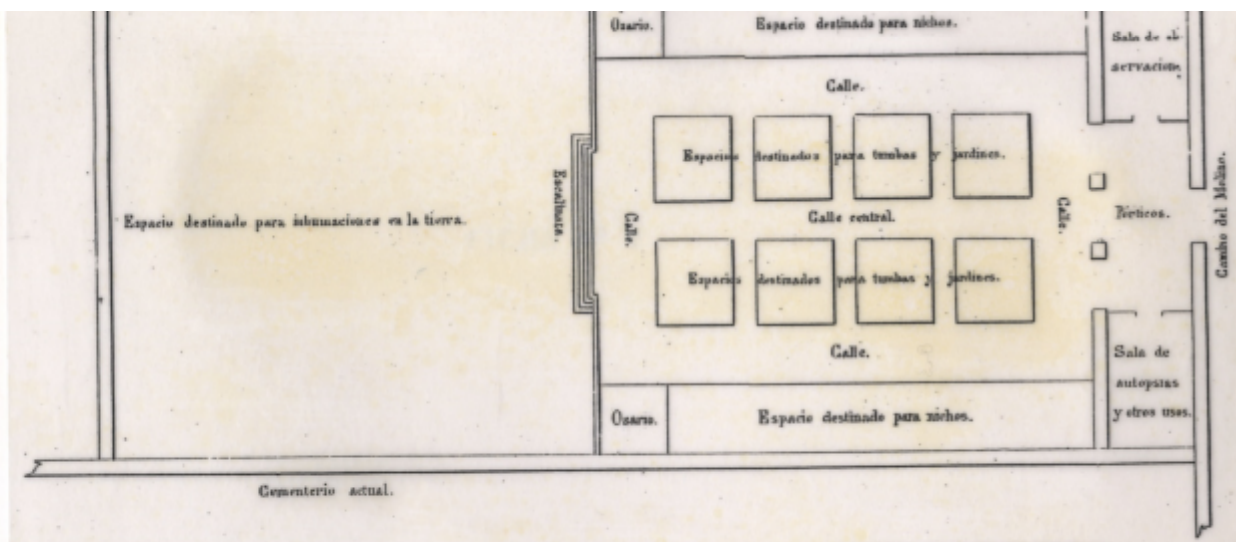 Osario.
Espacio destinado para nichos.
Sala de ob
servacion.
Calle.
Espacios destinados para tumbas y jardines.
Escalinata.
Calle.
Calle central.
Calle.
Pórticos.
Camino del Molino.
Espacio destinado para inhumaciones en la tierra.
Espacios destinados para tumbas y jardines.
Calle.
Sala de
autopsias
y otros usos.
Osario.
Espacio destinado para nichos.
Cementerio actual.